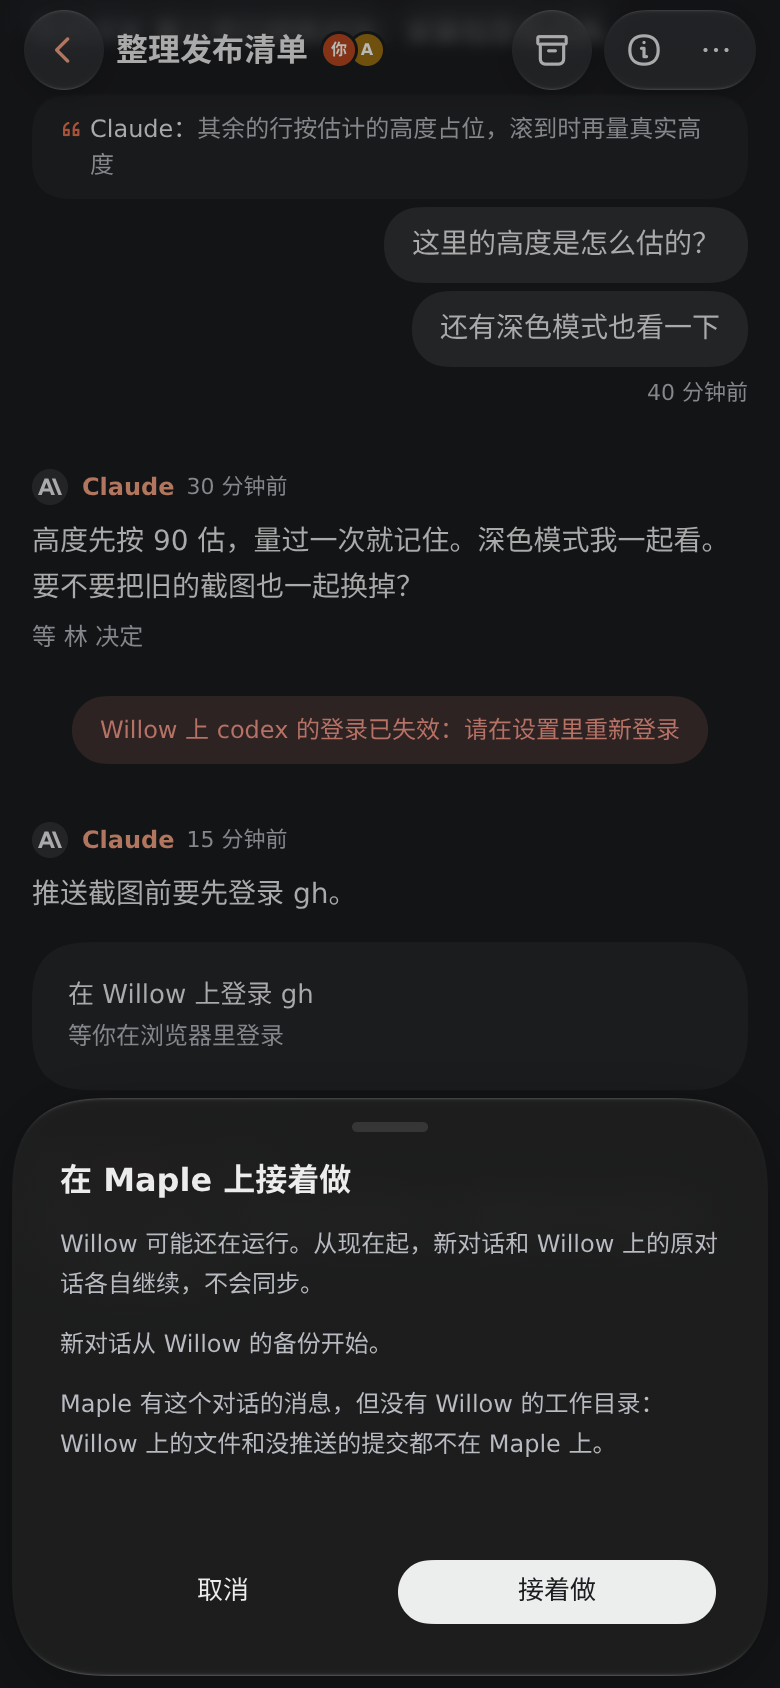 整理发布清单
你
A
Claude：其余的行按估计的高度占位，滚到时再量真实高
度
这里的高度是怎么估的？
还有深色模式也看一下
40 分钟前
Claude 30 分钟前
高度先按 90 估，量过一次就记住。深色模式我一起看。
要不要把旧的截图也一起换掉？
等 林 决定
Willow 上 codex 的登录已失效：请在设置里重新登录
Claude 15 分钟前
推送截图前要先登录 gh。
在 Willow 上登录 gh
等你在浏览器里登录
在 Maple 上接着做
Willow 可能还在运行。从现在起，新对话和 Willow 上的原对
话各自继续，不会同步。
新对话从 Willow 的备份开始。
Maple 有这个对话的消息，但没有 Willow 的工作目录：
Willow 上的文件和没推送的提交都不在 Maple 上。
取消
接着做